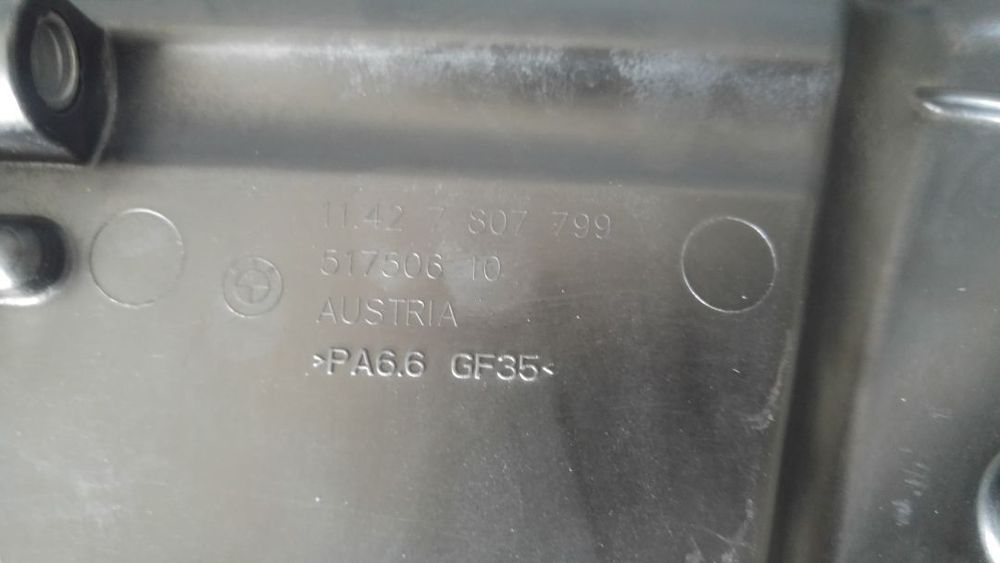 11.42 7 807 799
517506 10
AUSTRIA
>PA6.6 GF35<